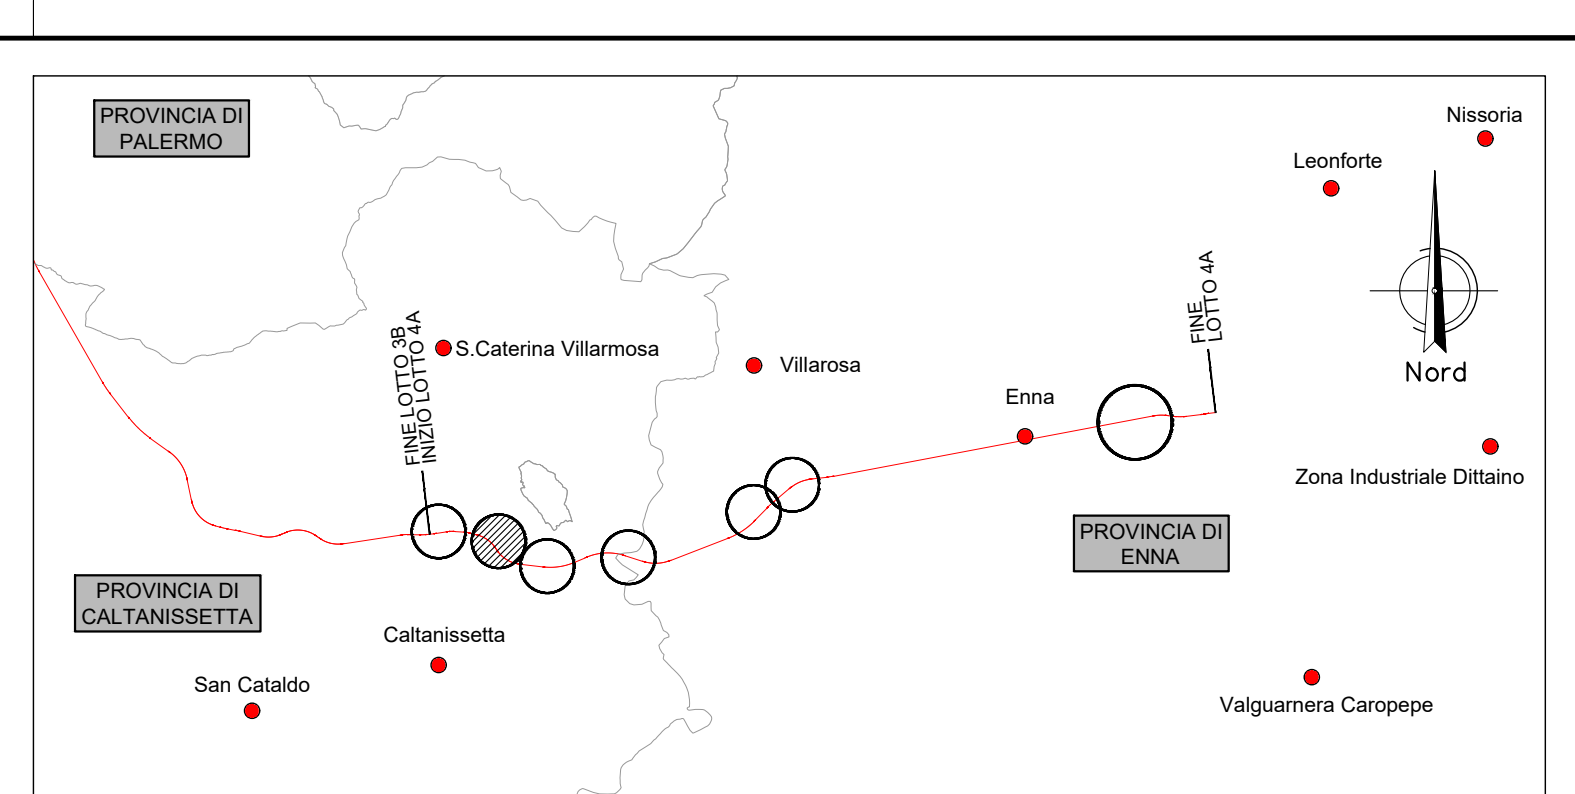 PROVINCIA DI
PALERMO
Nissoria
Leonforte
FINE
LOTTO 4A
FINE LOTTO 3B
INIZIO LOTTO 4A
S.Caterina Villarmosa
Villarosa
Nord
Enna
Zona Industriale Dittaino
PROVINCIA DI
ENNA
PROVINCIA DI
CALTANISSETTA
Caltanissetta
San Cataldo
Valguarnera Caropepe